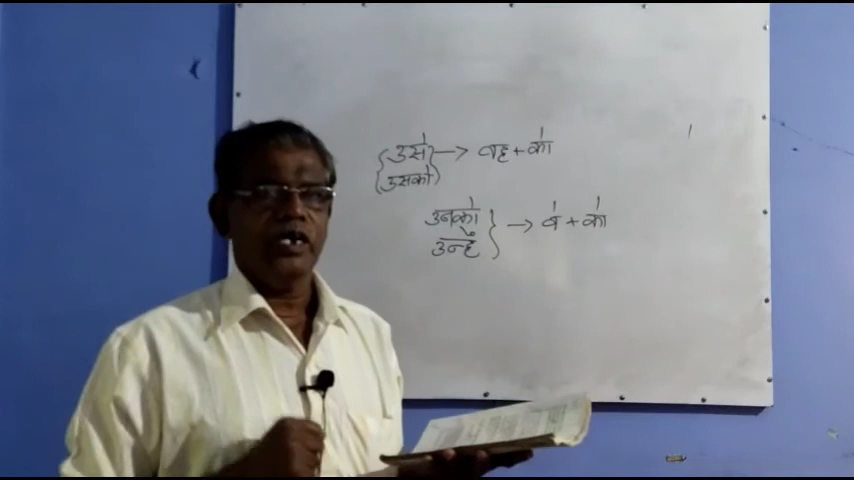 {उसे} → वह + को
{उसको}
उनको } → वे + को
उन्हें